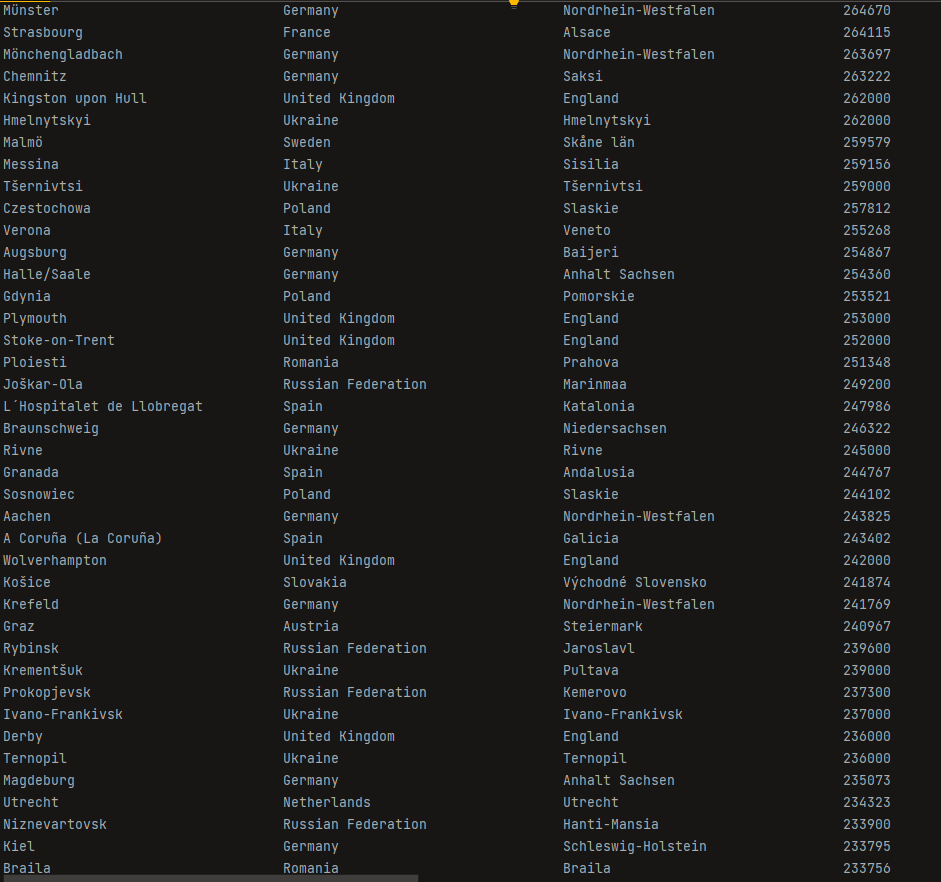 Münster Germany Nordrhein-Westfalen 264670
Strasbourg France Alsace 264115
Mönchengladbach Germany Nordrhein-Westfalen 263697
Chemnitz Germany Saksi 263222
Kingston upon Hull United Kingdom England 262000
Hmelnytskyi Ukraine Hmelnytskyi 262000
Malmö Sweden Skåne län 259579
Messina Italy Sisilia 259156
Tšernivtsi Ukraine Tšernivtsi 259000
Czestochowa Poland Slaskie 257812
Verona Italy Veneto 255268
Augsburg Germany Baijeri 254867
Halle/Saale Germany Anhalt Sachsen 254360
Gdynia Poland Pomorskie 253521
Plymouth United Kingdom England 253000
Stoke-on-Trent United Kingdom England 252000
Ploiesti Romania Prahova 251348
Joškar-Ola Russian Federation Marinmaa 249200
L´Hospitalet de Llobregat Spain Katalonia 247986
Braunschweig Germany Niedersachsen 246322
Rivne Ukraine Rivne 245000
Granada Spain Andalusia 244767
Sosnowiec Poland Slaskie 244102
Aachen Germany Nordrhein-Westfalen 243825
A Coruña (La Coruña) Spain Galicia 243402
Wolverhampton United Kingdom England 242000
Košice Slovakia Východné Slovensko 241874
Krefeld Germany Nordrhein-Westfalen 241769
Graz Austria Steiermark 240967
Rybinsk Russian Federation Jaroslavl 239600
Krementšuk Ukraine Pultava 239000
Prokopjevsk Russian Federation Kemerovo 237300
Ivano-Frankivsk Ukraine Ivano-Frankivsk 237000
Derby United Kingdom England 236000
Ternopil Ukraine Ternopil 236000
Magdeburg Germany Anhalt Sachsen 235073
Utrecht Netherlands Utrecht 234323
Niznevartovsk Russian Federation Hanti-Mansia 233900
Kiel Germany Schleswig-Holstein 233795
Braila Romania Braila 233756